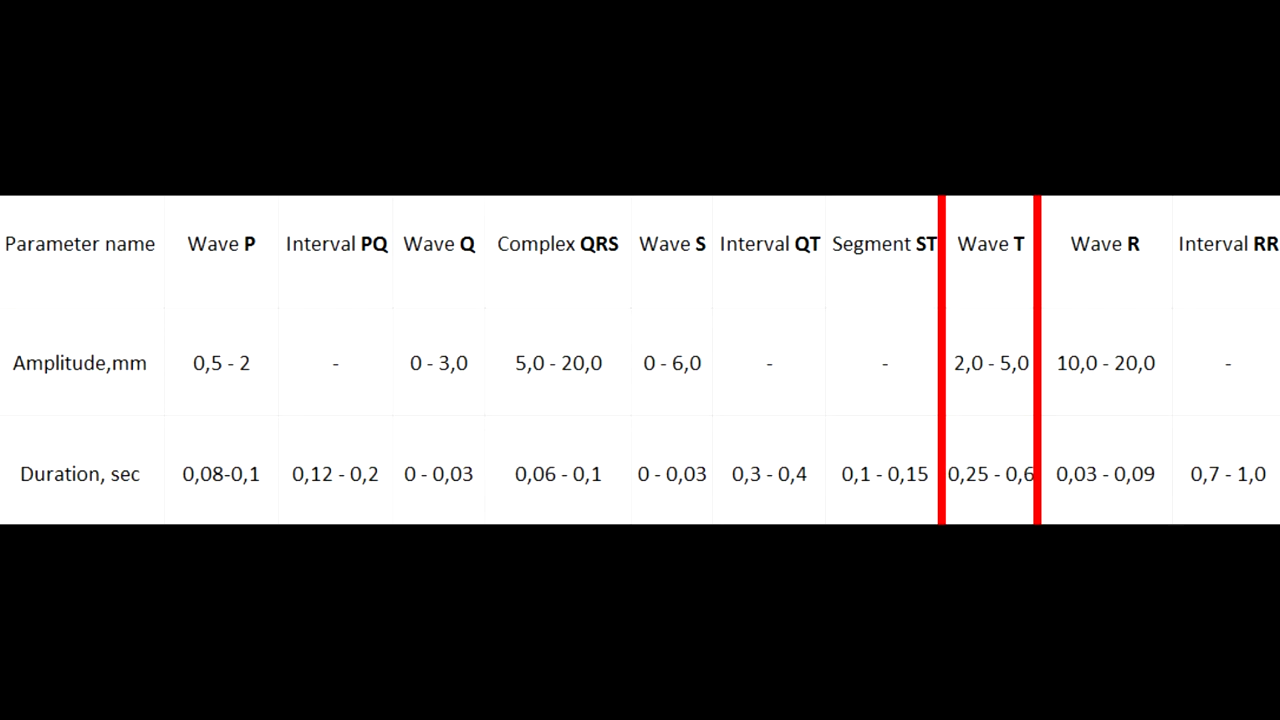 Parameter name Wave P Interval PQ Wave Q Complex QRS Wave S Interval QT Segment ST Wave T Wave R Interval RR
Amplitude,mm 0,5 - 2 - 0 - 3,0 5,0 - 20,0 0 - 6,0 - - 2,0 - 5,0 10,0 - 20,0 -
Duration, sec 0,08-0,1 0,12 - 0,2 0 - 0,03 0,06 - 0,1 0 - 0,03 0,3 - 0,4 0,1 - 0,15 0,25 - 0,6 0,03 - 0,09 0,7 - 1,0